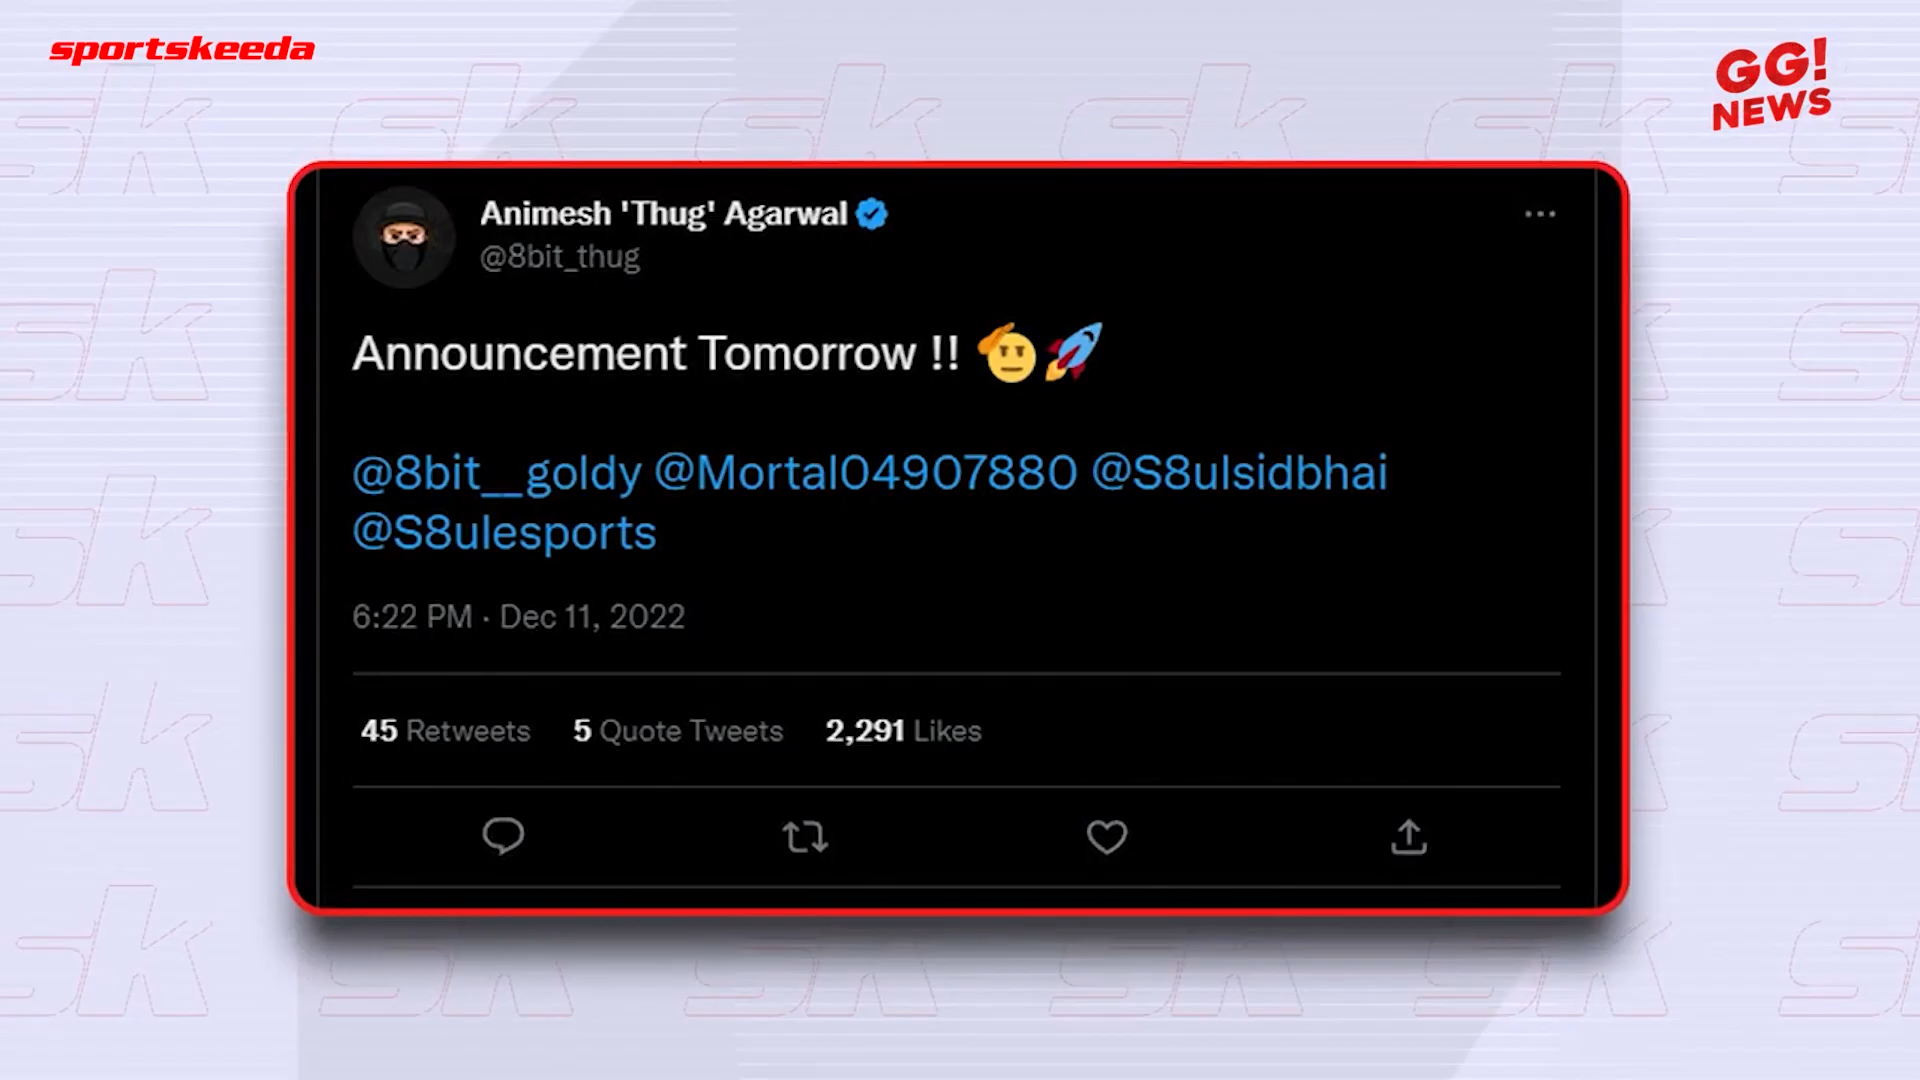 sportskeeda
GG!
NEWS
Animesh 'Thug' Agarwal
@8bit_thug
Announcement Tomorrow !! 🫡🚀
@8bit__goldy @Mortal04907880 @S8ulsidbhai
@S8ulesports
6:22 PM · Dec 11, 2022
45 Retweets 5 Quote Tweets 2,291 Likes